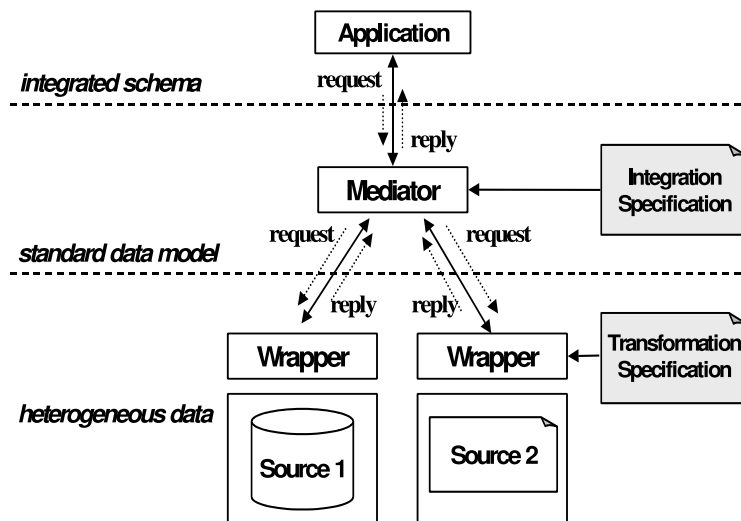 Application
request
integrated schema
reply
Mediator
Integration
Specification
request
request
standard data model
reply
reply
Wrapper
Wrapper
Transformation
Specification
heterogeneous data
Source 1
Source 2